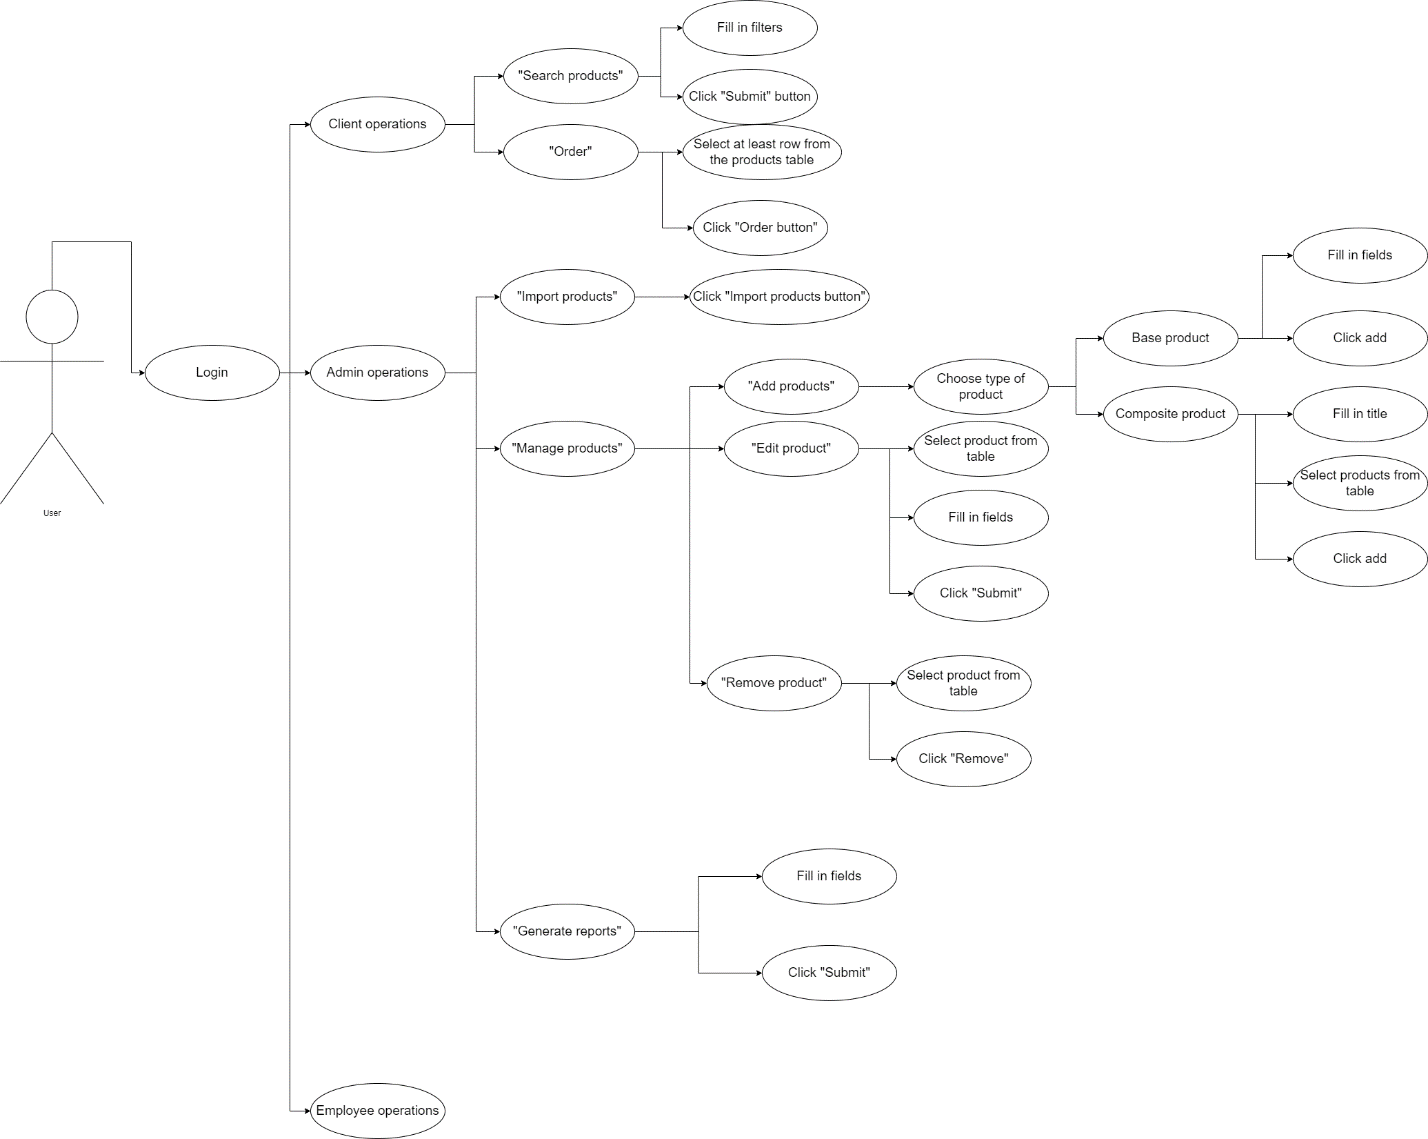 Fill in filters
"Search products"
Click "Submit" button
Client operations
"Order"
Select at least row from
the products table
Click "Order button"
Fill in fields
"Import products"
Click "Import products button"
Base product
Click add
Login
Admin operations
"Add products"
Choose type of
product
Composite product
Fill in title
"Manage products"
"Edit product"
Select product from
table
Select products from
table
User
Fill in fields
Click add
Click "Submit"
"Remove product"
Select product from
table
Click "Remove"
Fill in fields
"Generate reports"
Click "Submit"
Employee operations